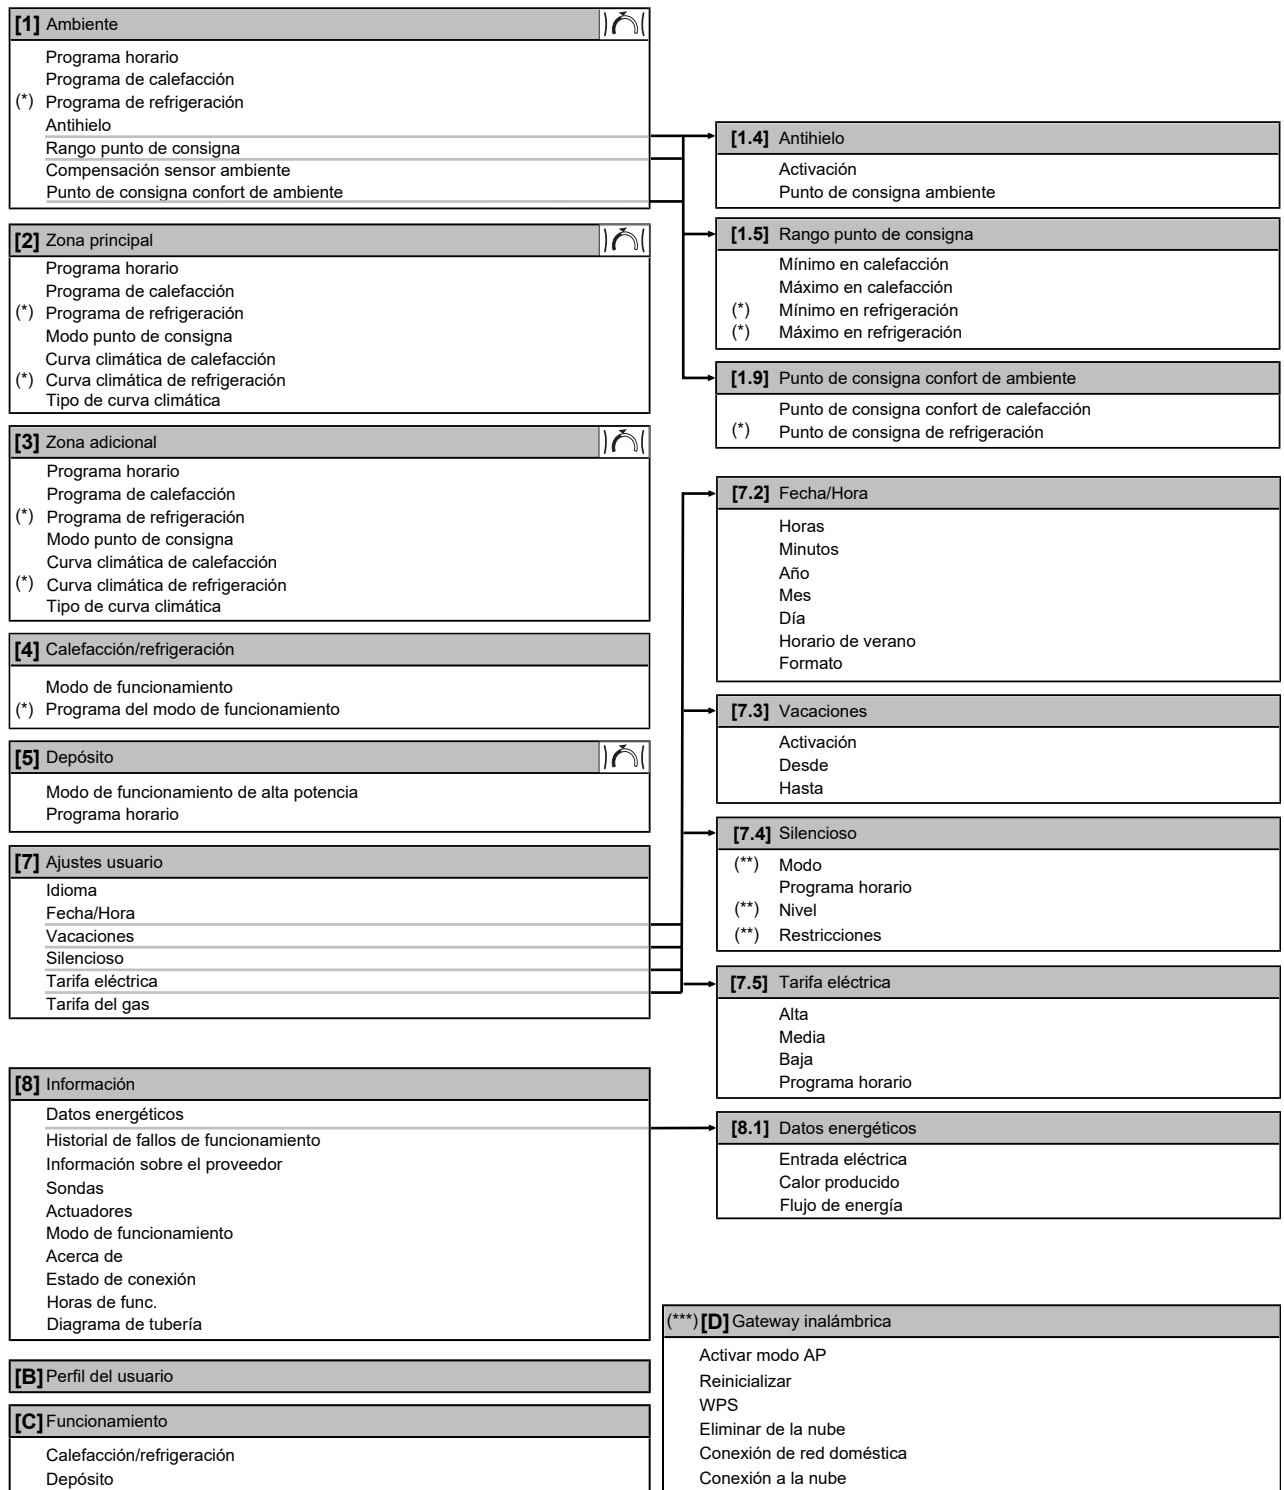 [1] Ambiente
Programa horario
Programa de calefacción
(*) Programa de refrigeración
Antihielo
Rango punto de consigna
Compensación sensor ambiente
Punto de consigna confort de ambiente
[2] Zona principal
Programa horario
Programa de calefacción
(*) Programa de refrigeración
Modo punto de consigna
Curva climática de calefacción
(*) Curva climática de refrigeración
Tipo de curva climática
[3] Zona adicional
Programa horario
Programa de calefacción
(*) Programa de refrigeración
Modo punto de consigna
Curva climática de calefacción
(*) Curva climática de refrigeración
Tipo de curva climática
[4] Calefacción/refrigeración
Modo de funcionamiento
(*) Programa del modo de funcionamiento
[5] Depósito
Modo de funcionamiento de alta potencia
Programa horario
[7] Ajustes usuario
Idioma
Fecha/Hora
Vacaciones
Silencioso
Tarifa eléctrica
Tarifa del gas
[8] Información
Datos energéticos
Historial de fallos de funcionamiento
Información sobre el proveedor
Sondas
Actuadores
Modo de funcionamiento
Acerca de
Estado de conexión
Horas de func.
Diagrama de tubería
[B] Perfil del usuario
[C] Funcionamiento
Calefacción/refrigeración
Depósito
[1.4] Antihielo
Activación
Punto de consigna ambiente
[1.5] Rango punto de consigna
Mínimo en calefacción
Máximo en calefacción
(*) Mínimo en refrigeración
(*) Máximo en refrigeración
[1.9] Punto de consigna confort de ambiente
Punto de consigna confort de calefacción
(*) Punto de consigna de refrigeración
[7.2] Fecha/Hora
Horas
Minutos
Año
Mes
Día
Horario de verano
Formato
[7.3] Vacaciones
Activación
Desde
Hasta
[7.4] Silencioso
(**) Modo
Programa horario
(**) Nivel
(**) Restricciones
[7.5] Tarifa eléctrica
Alta
Media
Baja
Programa horario
[8.1] Datos energéticos
Entrada eléctrica
Calor producido
Flujo de energía
(***) [D] Gateway inalámbrica
Activar modo AP
Reinicializar
WPS
Eliminar de la nube
Conexión de red doméstica
Conexión a la nube